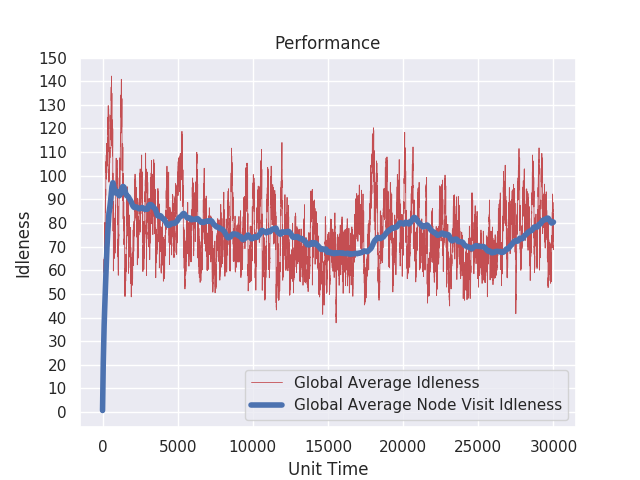 Performance
150
140
130
120
110
100
90
80
70
60
50
40
30
20
10
0
Idleness
Global Average Idleness
Global Average Node Visit Idleness
0 5000 10000 15000 20000 25000 30000
Unit Time